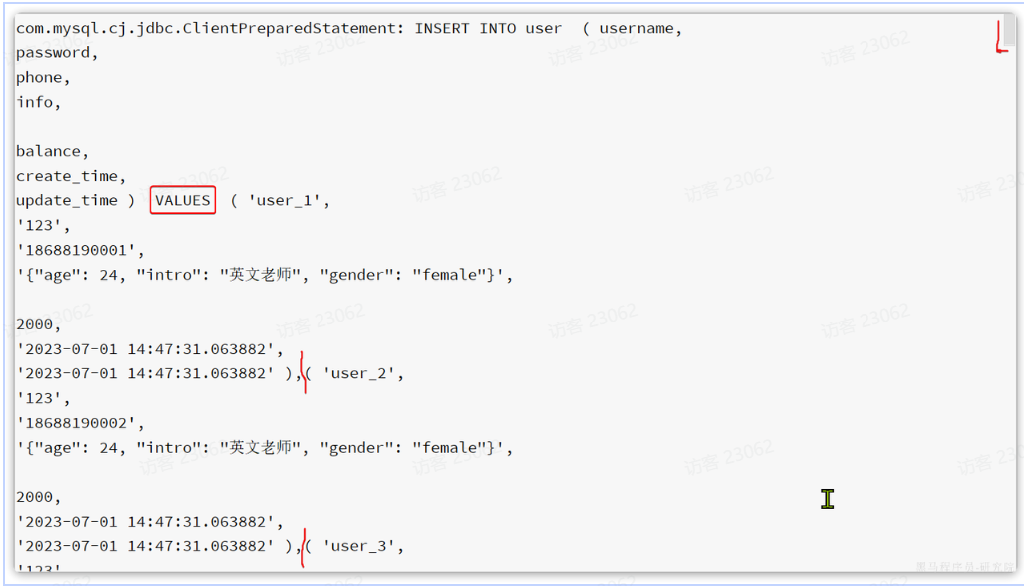 com.mysql.cj.jdbc.ClientPreparedStatement: INSERT INTO user  ( username,
password,
phone,
info,
balance,
create_time,
update_time )  VALUES  ( 'user_1',
'123',
'18688190001',
'{"age": 24, "intro": "英文老师", "gender": "female"}',
2000,
'2023-07-01 14:47:31.063882',
'2023-07-01 14:47:31.063882' ),( 'user_2',
'123',
'18688190002',
'{"age": 24, "intro": "英文老师", "gender": "female"}',
2000,
'2023-07-01 14:47:31.063882',
'2023-07-01 14:47:31.063882' ),( 'user_3',
'123'
访客 23062
黑马程序员-研究院